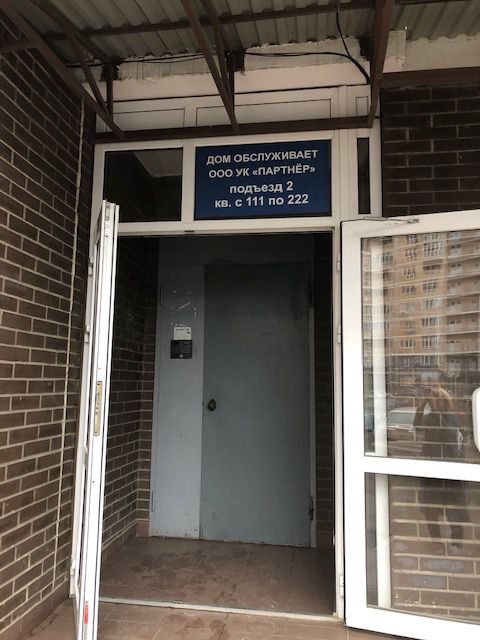 ДОМ ОБСЛУЖИВАЕТ
ООО УК «ПАРТНЁР»
подъезд 2
кв. с 111 по 222